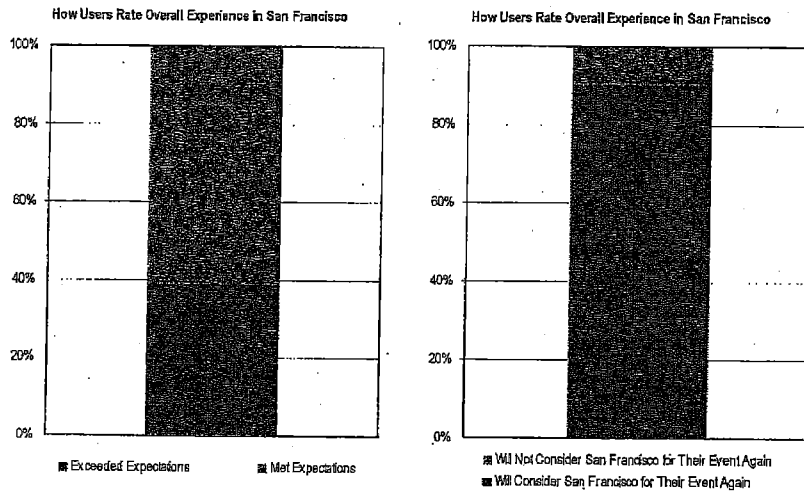 How Users Rate Overall Experience in San Francisco
100%
80%
60%
40%
20%
0%
Exceeded Expectations
Met Expectations
How Users Rate Overall Experience in San Francisco
100%
80%
60%
40%
20%
0%
Will Not Consider San Francisco for Their Event Again
Will Consider San Francisco for Their Event Again